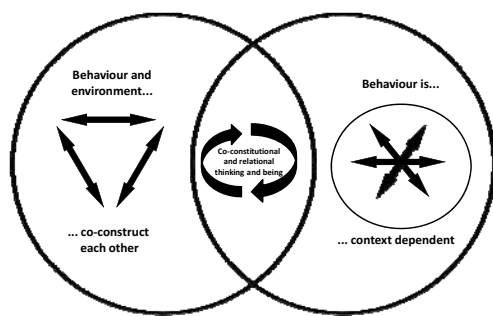 Behaviour and
environment...
... co-construct
each other
Co-constitutional
and relational
thinking and being
Behaviour is...
... context dependent